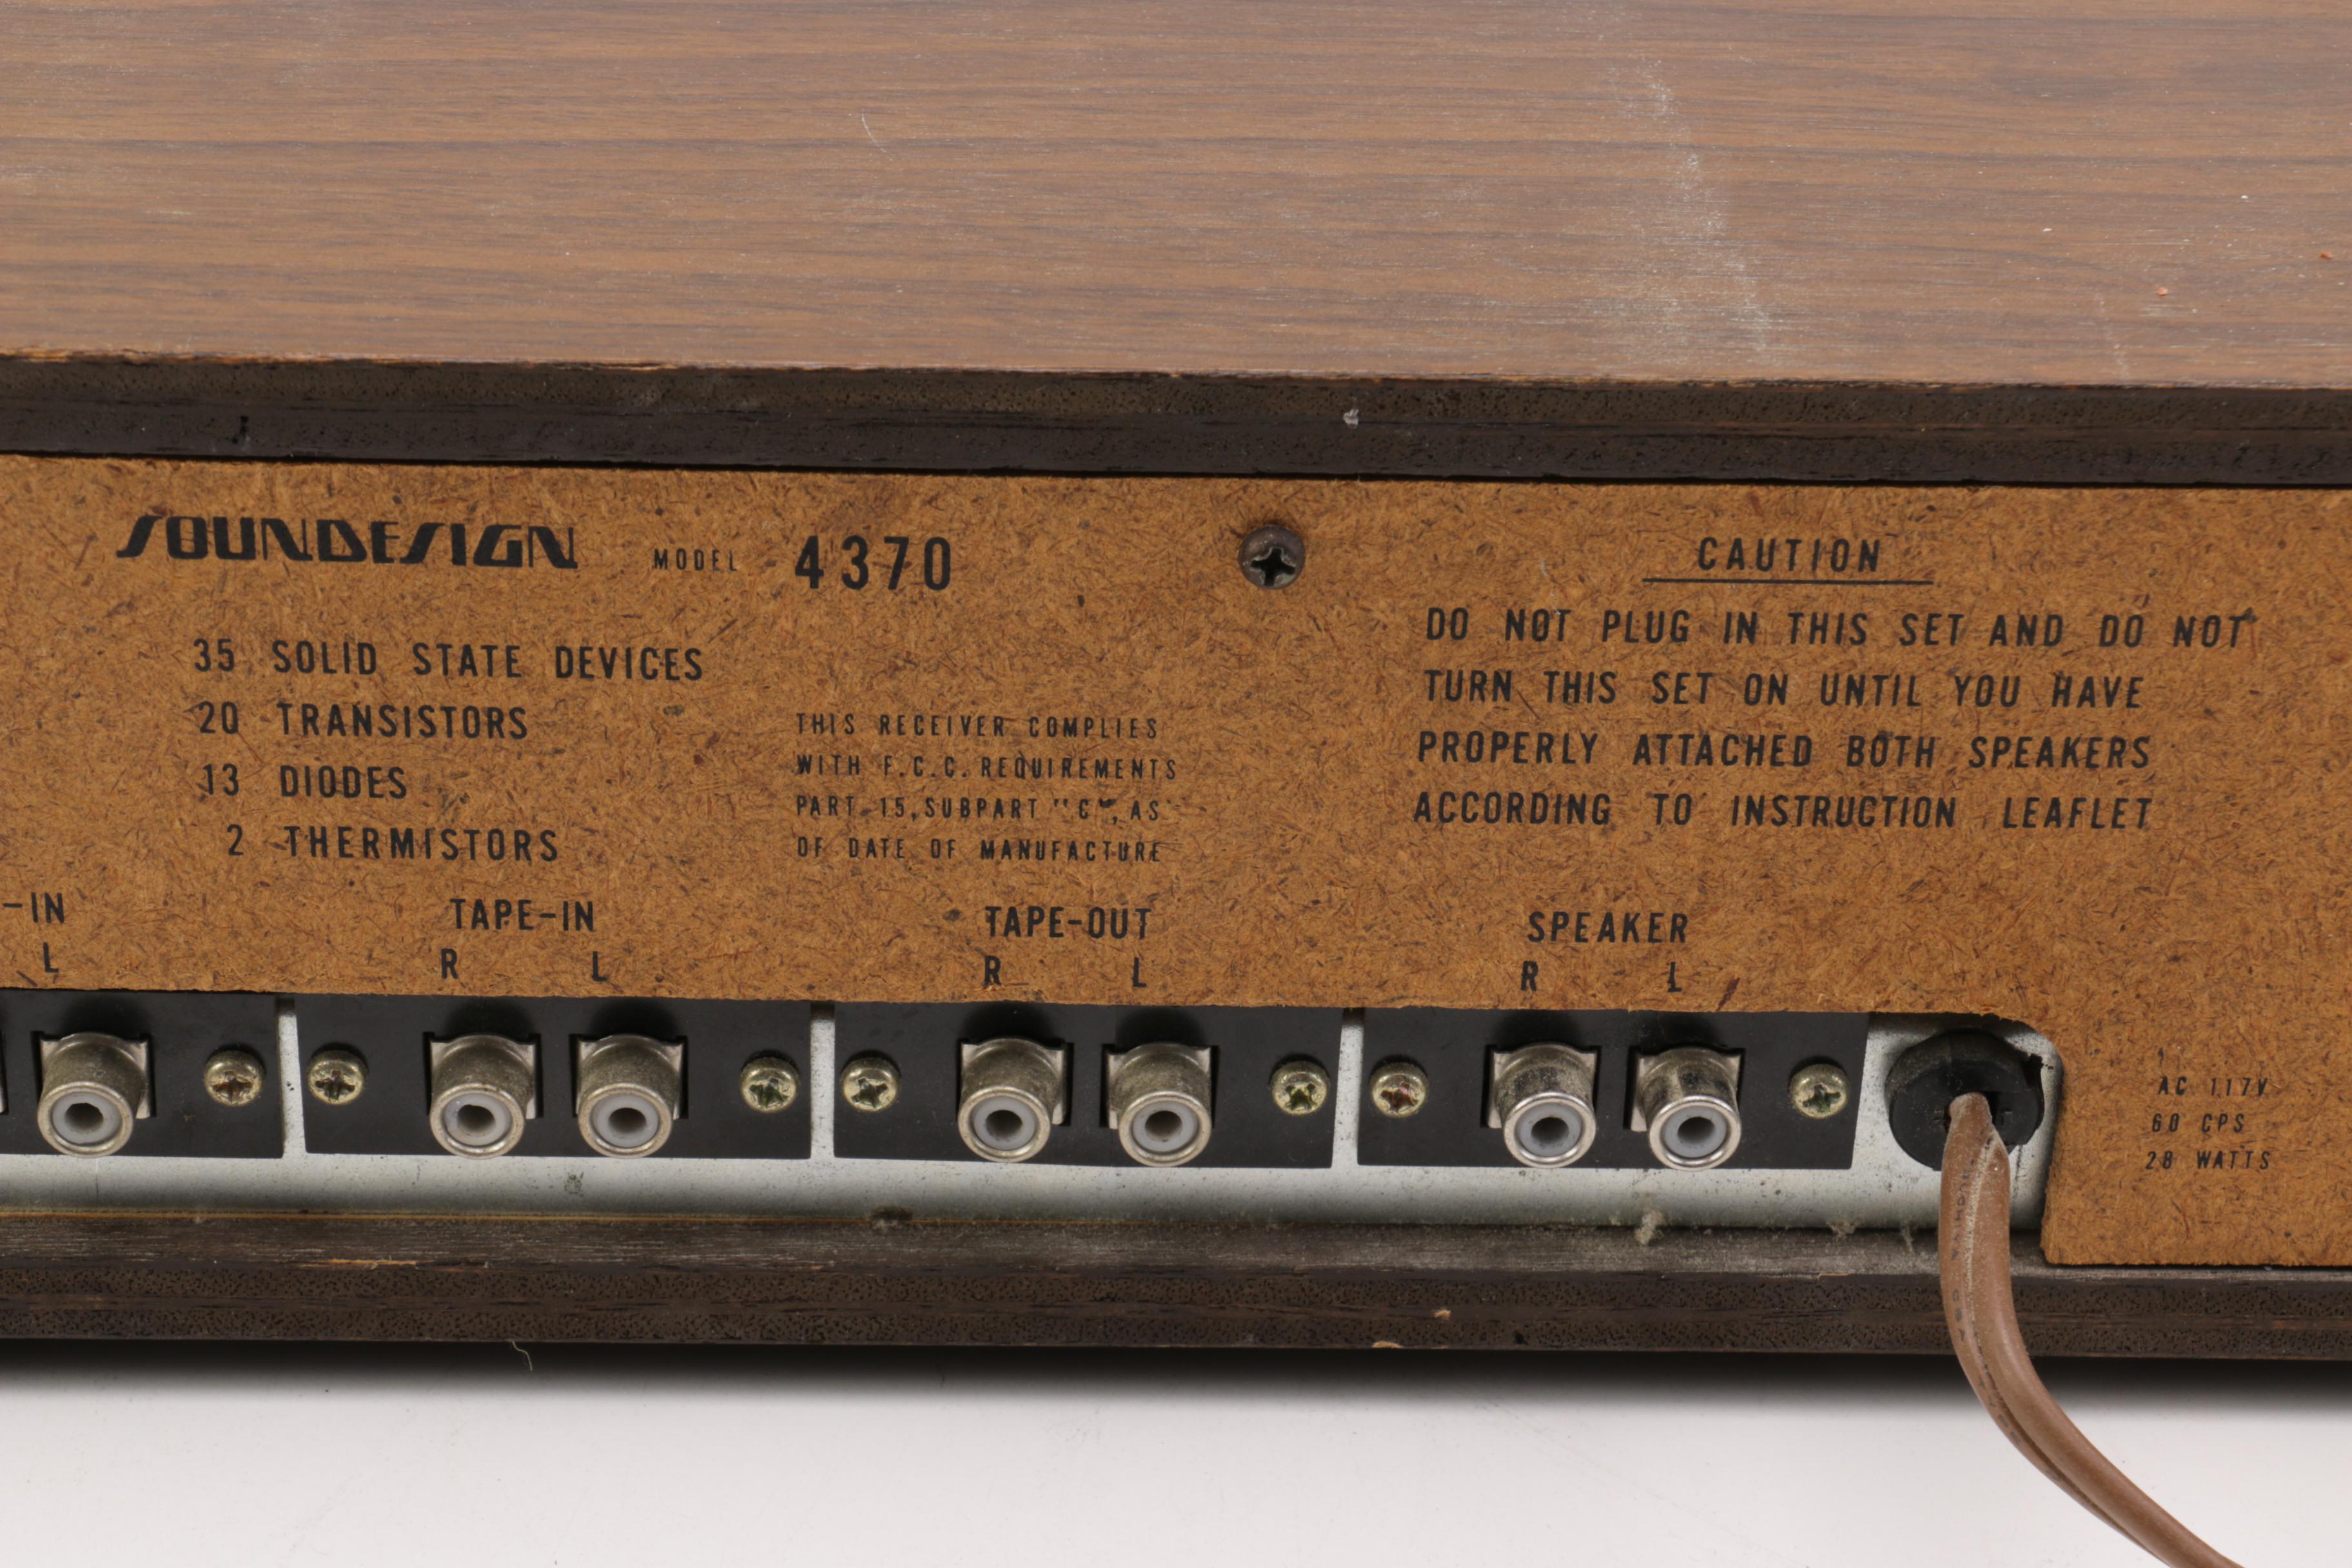 SOUNDESIGN MODEL 4370
35 SOLID STATE DEVICES
20 TRANSISTORS
13 DIODES
2 THERMISTORS
THIS RECEIVER COMPLIES
WITH F.C.C. REQUIREMENTS
PART 15, SUBPART "C", AS
OF DATE OF MANUFACTURE
CAUTION
DO NOT PLUG IN THIS SET AND DO NOT
TURN THIS SET ON UNTIL YOU HAVE
PROPERLY ATTACHED BOTH SPEAKERS
ACCORDING TO INSTRUCTION LEAFLET
-IN
L
TAPE-IN
R L
TAPE-OUT
R L
SPEAKER
R L
AC 117V
60 CPS
28 WATTS